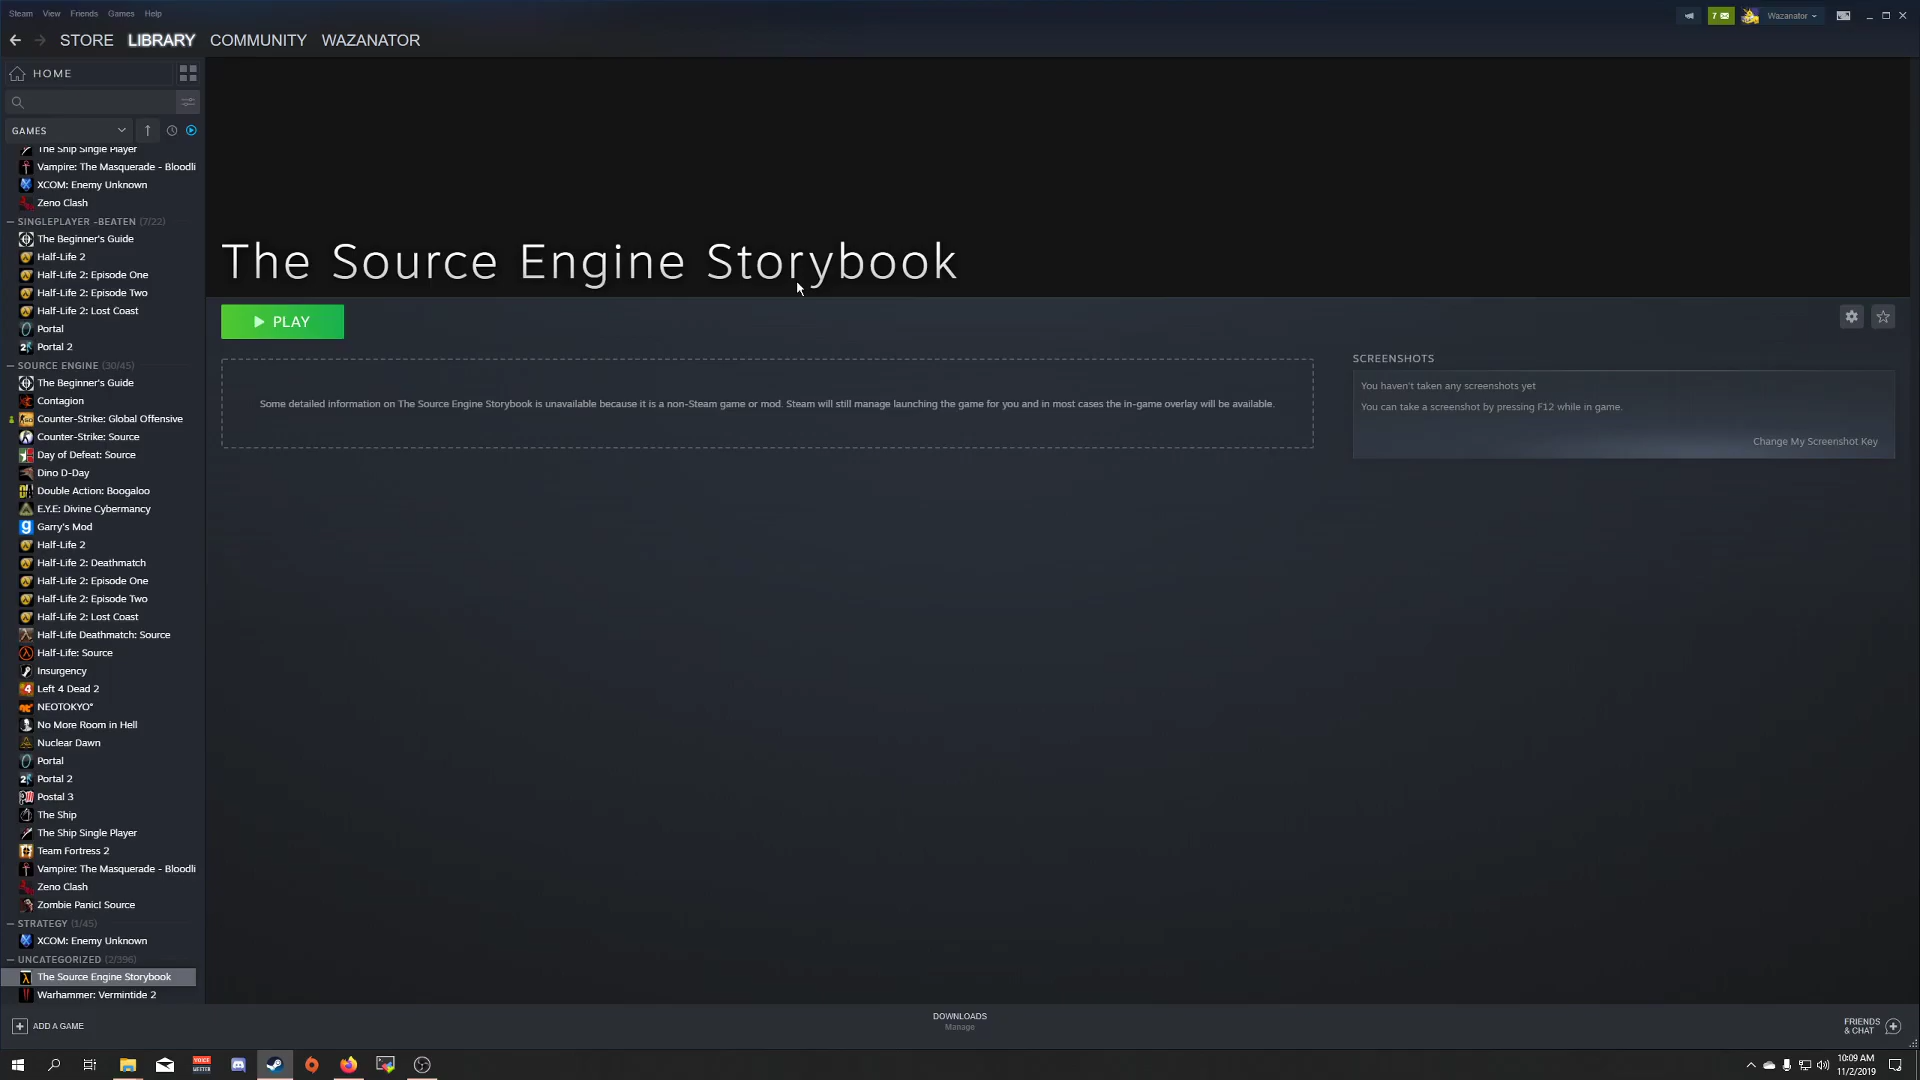 Steam View Friends Games Help
7
Wazanator
STORE LIBRARY COMMUNITY WAZANATOR
HOME
GAMES
The Ship Single Player
Vampire: The Masquerade - Bloodli
XCOM: Enemy Unknown
Zeno Clash
SINGLEPLAYER -BEATEN (7/22)
The Beginner's Guide
Half-Life 2
Half-Life 2: Episode One
Half-Life 2: Episode Two
Half-Life 2: Lost Coast
Portal
Portal 2
SOURCE ENGINE (30/45)
The Beginner's Guide
Contagion
Counter-Strike: Global Offensive
Counter-Strike: Source
Day of Defeat: Source
Dino D-Day
Double Action: Boogaloo
E.Y.E: Divine Cybermancy
Garry's Mod
Half-Life 2
Half-Life 2: Deathmatch
Half-Life 2: Episode One
Half-Life 2: Episode Two
Half-Life 2: Lost Coast
Half-Life Deathmatch: Source
Half-Life: Source
Insurgency
Left 4 Dead 2
NEOTOKYO°
No More Room in Hell
Nuclear Dawn
Portal
Portal 2
Postal 3
The Ship
The Ship Single Player
Team Fortress 2
Vampire: The Masquerade - Bloodli
Zeno Clash
Zombie Panic! Source
STRATEGY (1/45)
XCOM: Enemy Unknown
UNCATEGORIZED (2/396)
The Source Engine Storybook
Warhammer: Vermintide 2
The Source Engine Storybook
PLAY
Some detailed information on The Source Engine Storybook is unavailable because it is a non-Steam game or mod. Steam will still manage launching the game for you and in most cases the in-game overlay will be available.
SCREENSHOTS
You haven't taken any screenshots yet
You can take a screenshot by pressing F12 while in game.
Change My Screenshot Key
ADD A GAME
DOWNLOADS
Manage
FRIENDS
& CHAT
VOICE
MEETER
10:09 AM
11/2/2019